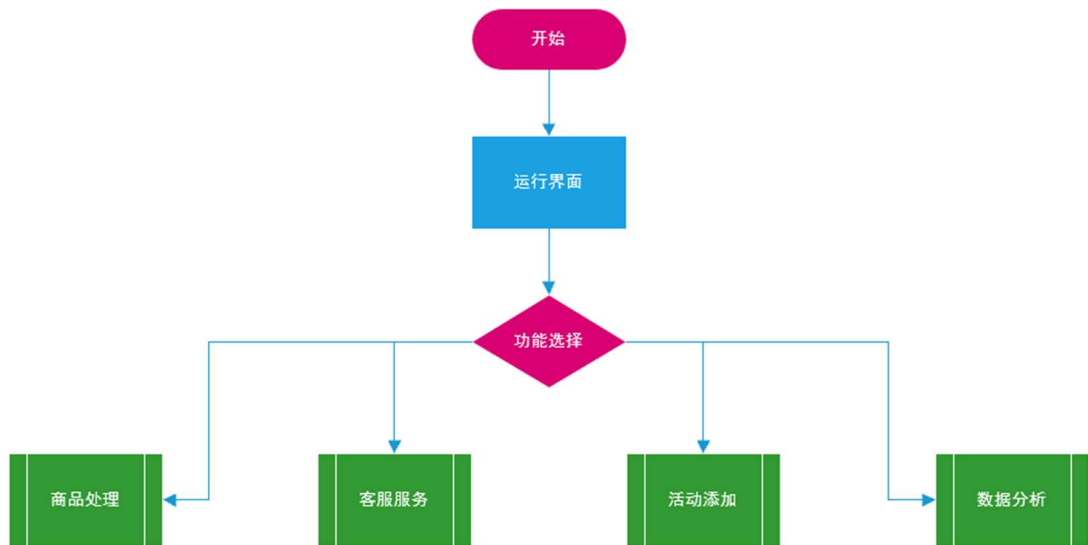 开始
运行界面
功能选择
商品处理
客服服务
活动添加
数据分析